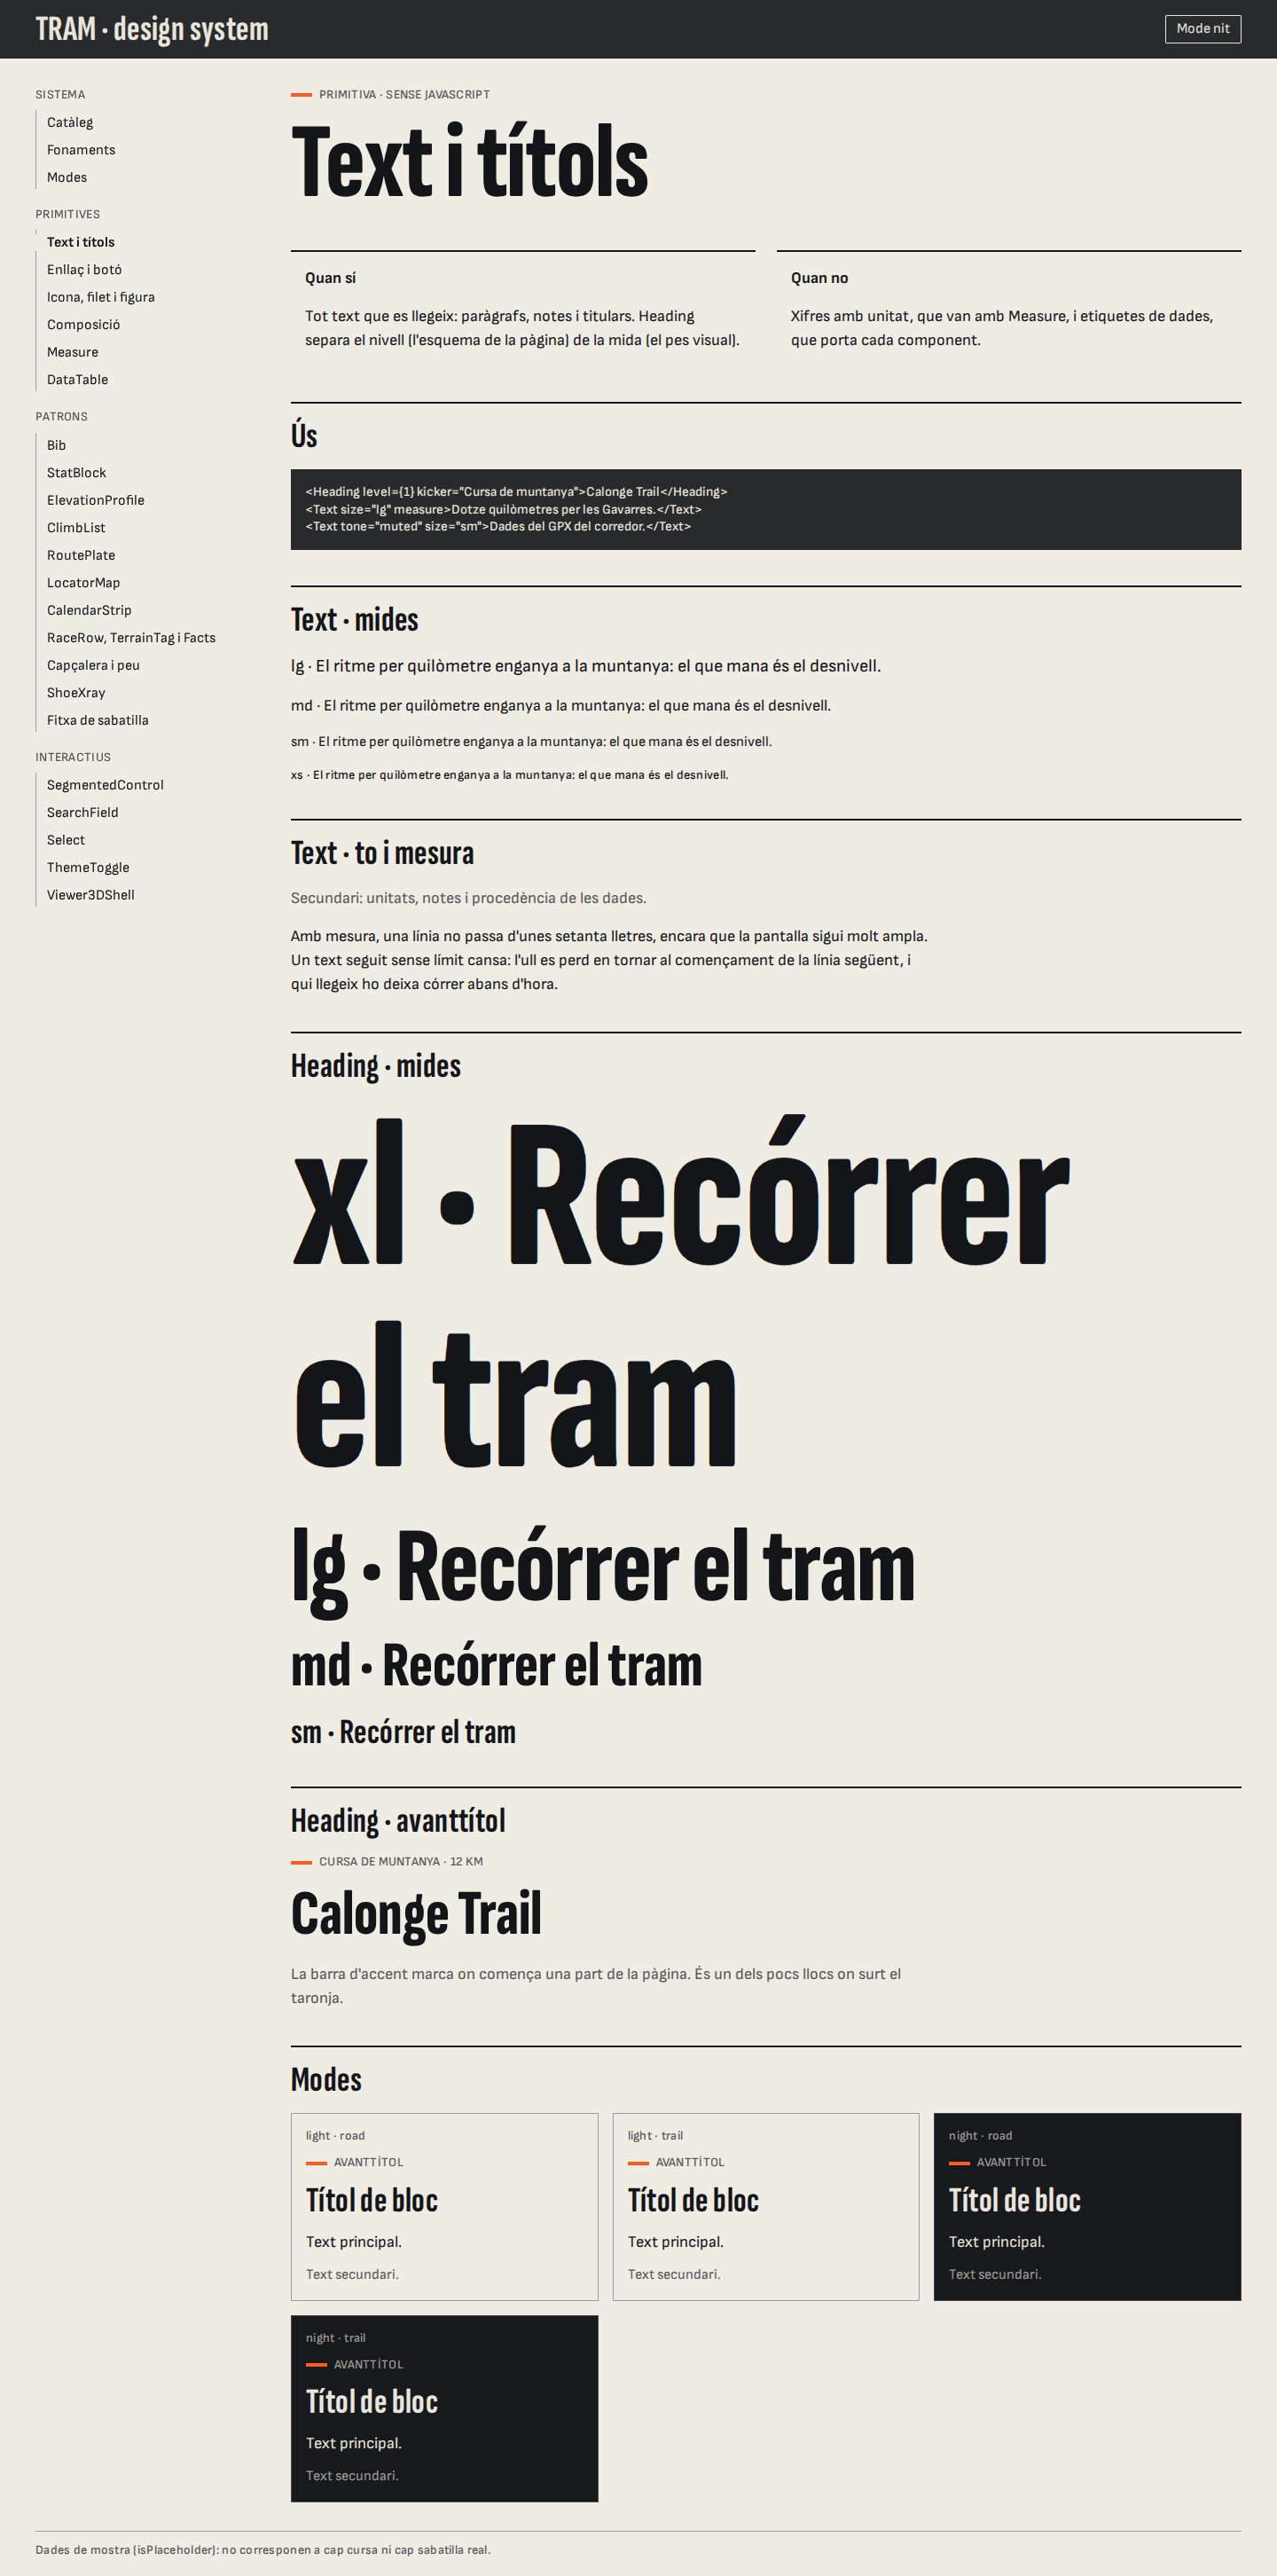 TRAM · design system
Mode nit
SISTEMA
Catàleg
Fonaments
Modes
PRIMITIVES
Text i títols
Enllaç i botó
Icona, filet i figura
Composició
Measure
DataTable
PATRONS
Bib
StatBlock
ElevationProfile
ClimbList
RoutePlate
LocatorMap
CalendarStrip
RaceRow, TerrainTag i Facts
Capçalera i peu
ShoeXray
Fitxa de sabatilla
INTERACTIUS
SegmentedControl
SearchField
Select
ThemeToggle
Viewer3DShell
PRIMITIVA · SENSE JAVASCRIPT
Text i títols
Quan sí
Tot text que es llegeix: paràgrafs, notes i titulars. Heading
separa el nivell (l'esquema de la pàgina) de la mida (el pes visual).
Quan no
Xifres amb unitat, que van amb Measure, i etiquetes de dades,
que porta cada component.
Ús
<Heading level={1} kicker="Cursa de muntanya">Calonge Trail</Heading>
<Text size="lg" measure>Dotze quilòmetres per les Gavarres.</Text>
<Text tone="muted" size="sm">Dades del GPX del corredor.</Text>
Text · mides
lg · El ritme per quilòmetre enganya a la muntanya: el que mana és el desnivell.
md · El ritme per quilòmetre enganya a la muntanya: el que mana és el desnivell.
sm · El ritme per quilòmetre enganya a la muntanya: el que mana és el desnivell.
xs · El ritme per quilòmetre enganya a la muntanya: el que mana és el desnivell.
Text · to i mesura
Secundari: unitats, notes i procedència de les dades.
Amb mesura, una línia no passa d'unes setanta lletres, encara que la pantalla sigui molt ampla.
Un text seguit sense límit cansa: l'ull es perd en tornar al començament de la línia següent, i
qui llegeix ho deixa córrer abans d'hora.
Heading · mides
xl · Recórrer
el tram
lg · Recórrer el tram
md · Recórrer el tram
sm · Recórrer el tram
Heading · avanttítol
CURSA DE MUNTANYA · 12 KM
Calonge Trail
La barra d'accent marca on comença una part de la pàgina. És un dels pocs llocs on surt el
taronja.
Modes
light · road
AVANTTÍTOL
Títol de bloc
Text principal.
Text secundari.
light · trail
AVANTTÍTOL
Títol de bloc
Text principal.
Text secundari.
night · road
AVANTTÍTOL
Títol de bloc
Text principal.
Text secundari.
night · trail
AVANTTÍTOL
Títol de bloc
Text principal.
Text secundari.
Dades de mostra (isPlaceholder): no corresponen a cap cursa ni cap sabatilla real.